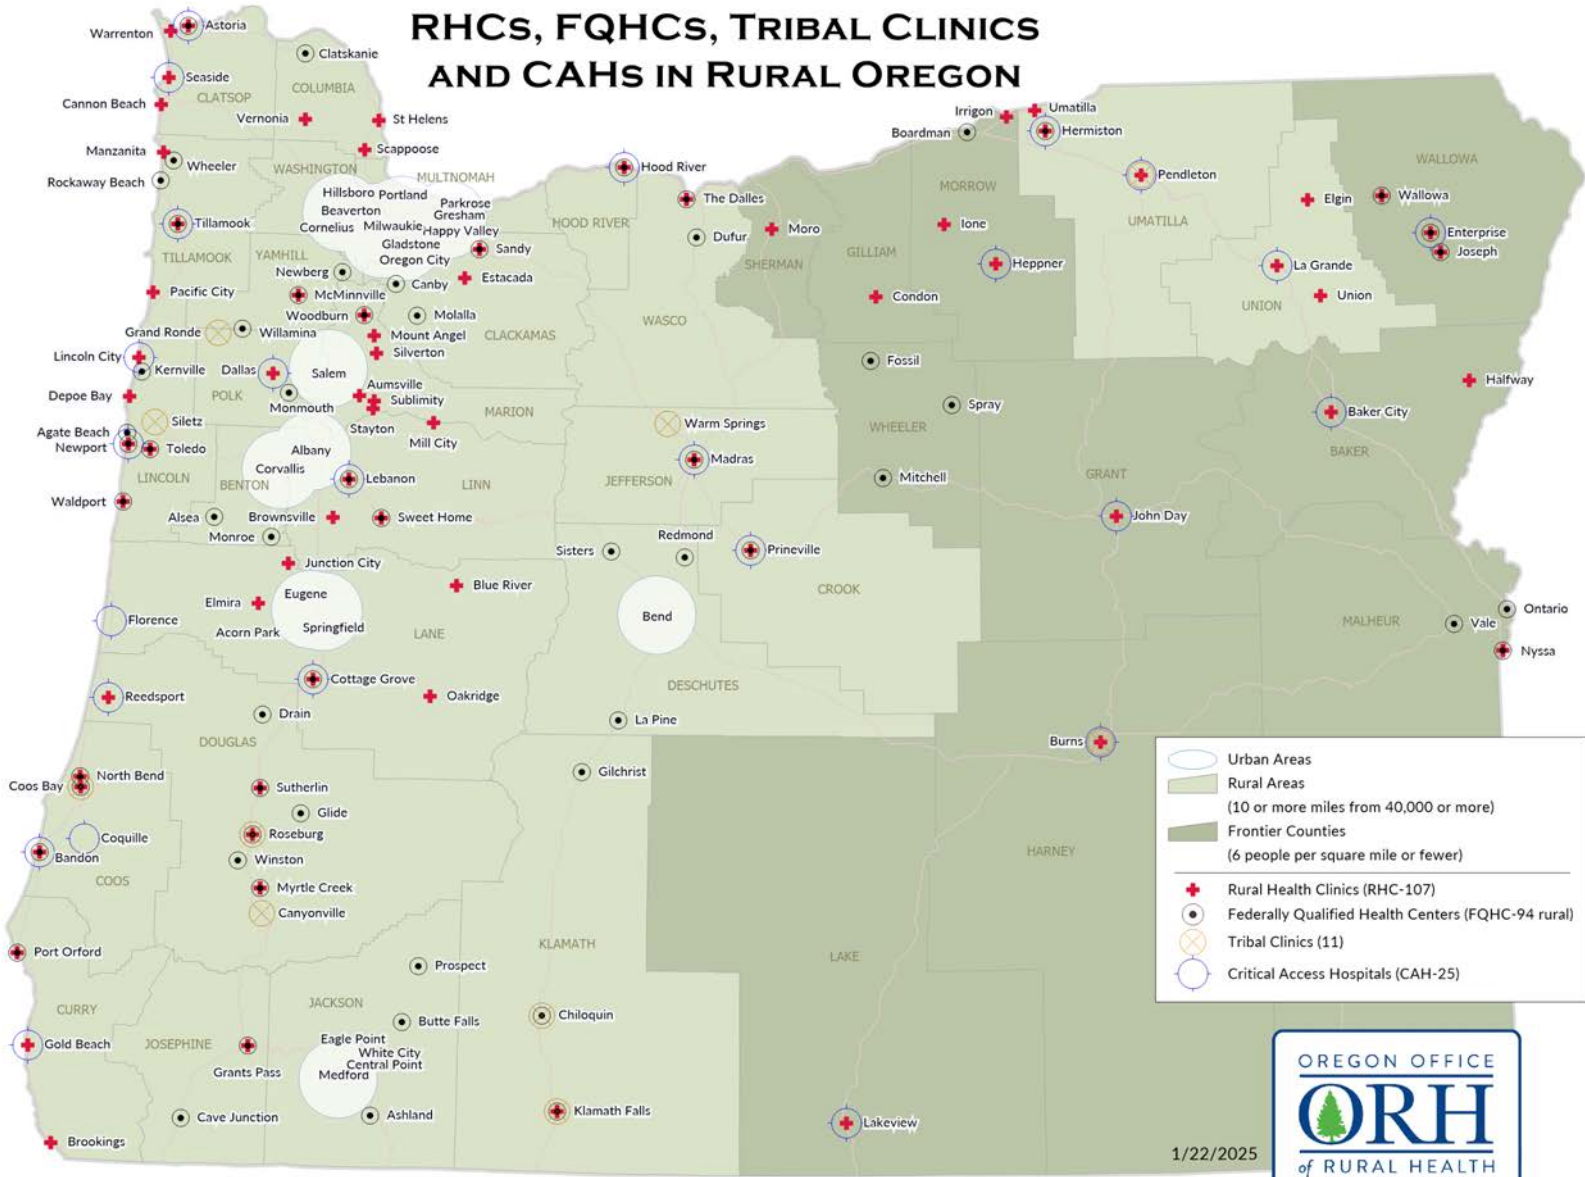 RHCs, FQHCs, Tribal Clinics
and CAHs in Rural Oregon
Warrenton
Astoria
Clatskanie
Seaside
CLATSOP
COLUMBIA
Cannon Beach
Vernonia
St Helens
Irrigon
Umatilla
Boardman
Hermiston
Manzanita
Wheeler
Scappoose
WASHINGTON
MULTNOMAH
Hood River
WALLOWA
Rockaway Beach
Pendleton
MORROW
Hillsboro
Portland
Parkrose
The Dalles
Elgin
Wallowa
Beaverton
Gresham
Tillamook
Cornelius
Milwaukie
Happy Valley
HOOD RIVER
Dufur
Moro
Ione
UMATILLA
Enterprise
Gladstone
Sandy
Joseph
TILLAMOOK
YAMHILL
Oregon City
SHERMAN
GILLIAM
Heppner
La Grande
Newberg
Canby
Estacada
Pacific City
McMinnville
Condon
Union
UNION
Woodburn
Molalla
WASCO
Grand Ronde
Willamina
Mount Angel
CLACKAMAS
Lincoln City
Silverton
Kernville
Dallas
Salem
Fossil
Halfway
Depoe Bay
POLK
Aumsville
Sublimity
Monmouth
MARION
Spray
Baker City
Siletz
Stayton
Warm Springs
WHEELER
Agate Beach
Mill City
Newport
Toledo
Albany
BAKER
Corvallis
Madras
LINCOLN
BENTON
Lebanon
LINN
JEFFERSON
Mitchell
GRANT
Waldport
Alsea
Brownsville
Sweet Home
John Day
Monroe
Redmond
Sisters
Prineville
Junction City
Blue River
CROOK
Eugene
Elmira
Ontario
Florence
Acorn Park
Springfield
LANE
Bend
MALHEUR
Vale
Nyssa
Cottage Grove
DESCHUTES
Reedsport
Oakridge
Drain
La Pine
DOUGLAS
Burns
North Bend
Gilchrist
Coos Bay
Sutherlin
Glide
Coquille
Roseburg
Bandon
Winston
HARNEY
COOS
Myrtle Creek
Canyonville
Port Orford
KLAMATH
LAKE
Prospect
CURRY
JACKSON
Chiloquin
Butte Falls
Gold Beach
JOSEPHINE
Eagle Point
White City
Central Point
Grants Pass
Medford
Cave Junction
Ashland
Klamath Falls
Lakeview
Brookings
Urban Areas
Rural Areas
(10 or more miles from 40,000 or more)
Frontier Counties
(6 people per square mile or fewer)
Rural Health Clinics (RHC-107)
Federally Qualified Health Centers (FQHC-94 rural)
Tribal Clinics (11)
Critical Access Hospitals (CAH-25)
1/22/2025
OREGON OFFICE
ORH
of RURAL HEALTH